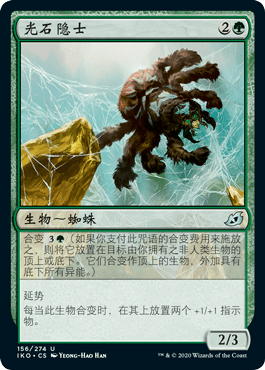 光石隐士 2
生物～蜘蛛
合变 3（如果你支付此咒语的合变费用来施放
之，则将它放置在目标由你拥有之非人类生物的
顶上或底下。它们合变作顶上的生物，外加具有
底下所有异能。）
延势
每当此生物合变时，在其上放置两个 +1/+1 指示
物。
156/274 U
IKO • CS Yeong-Hao Han
2/3
™ & © 2020 Wizards of the Coast